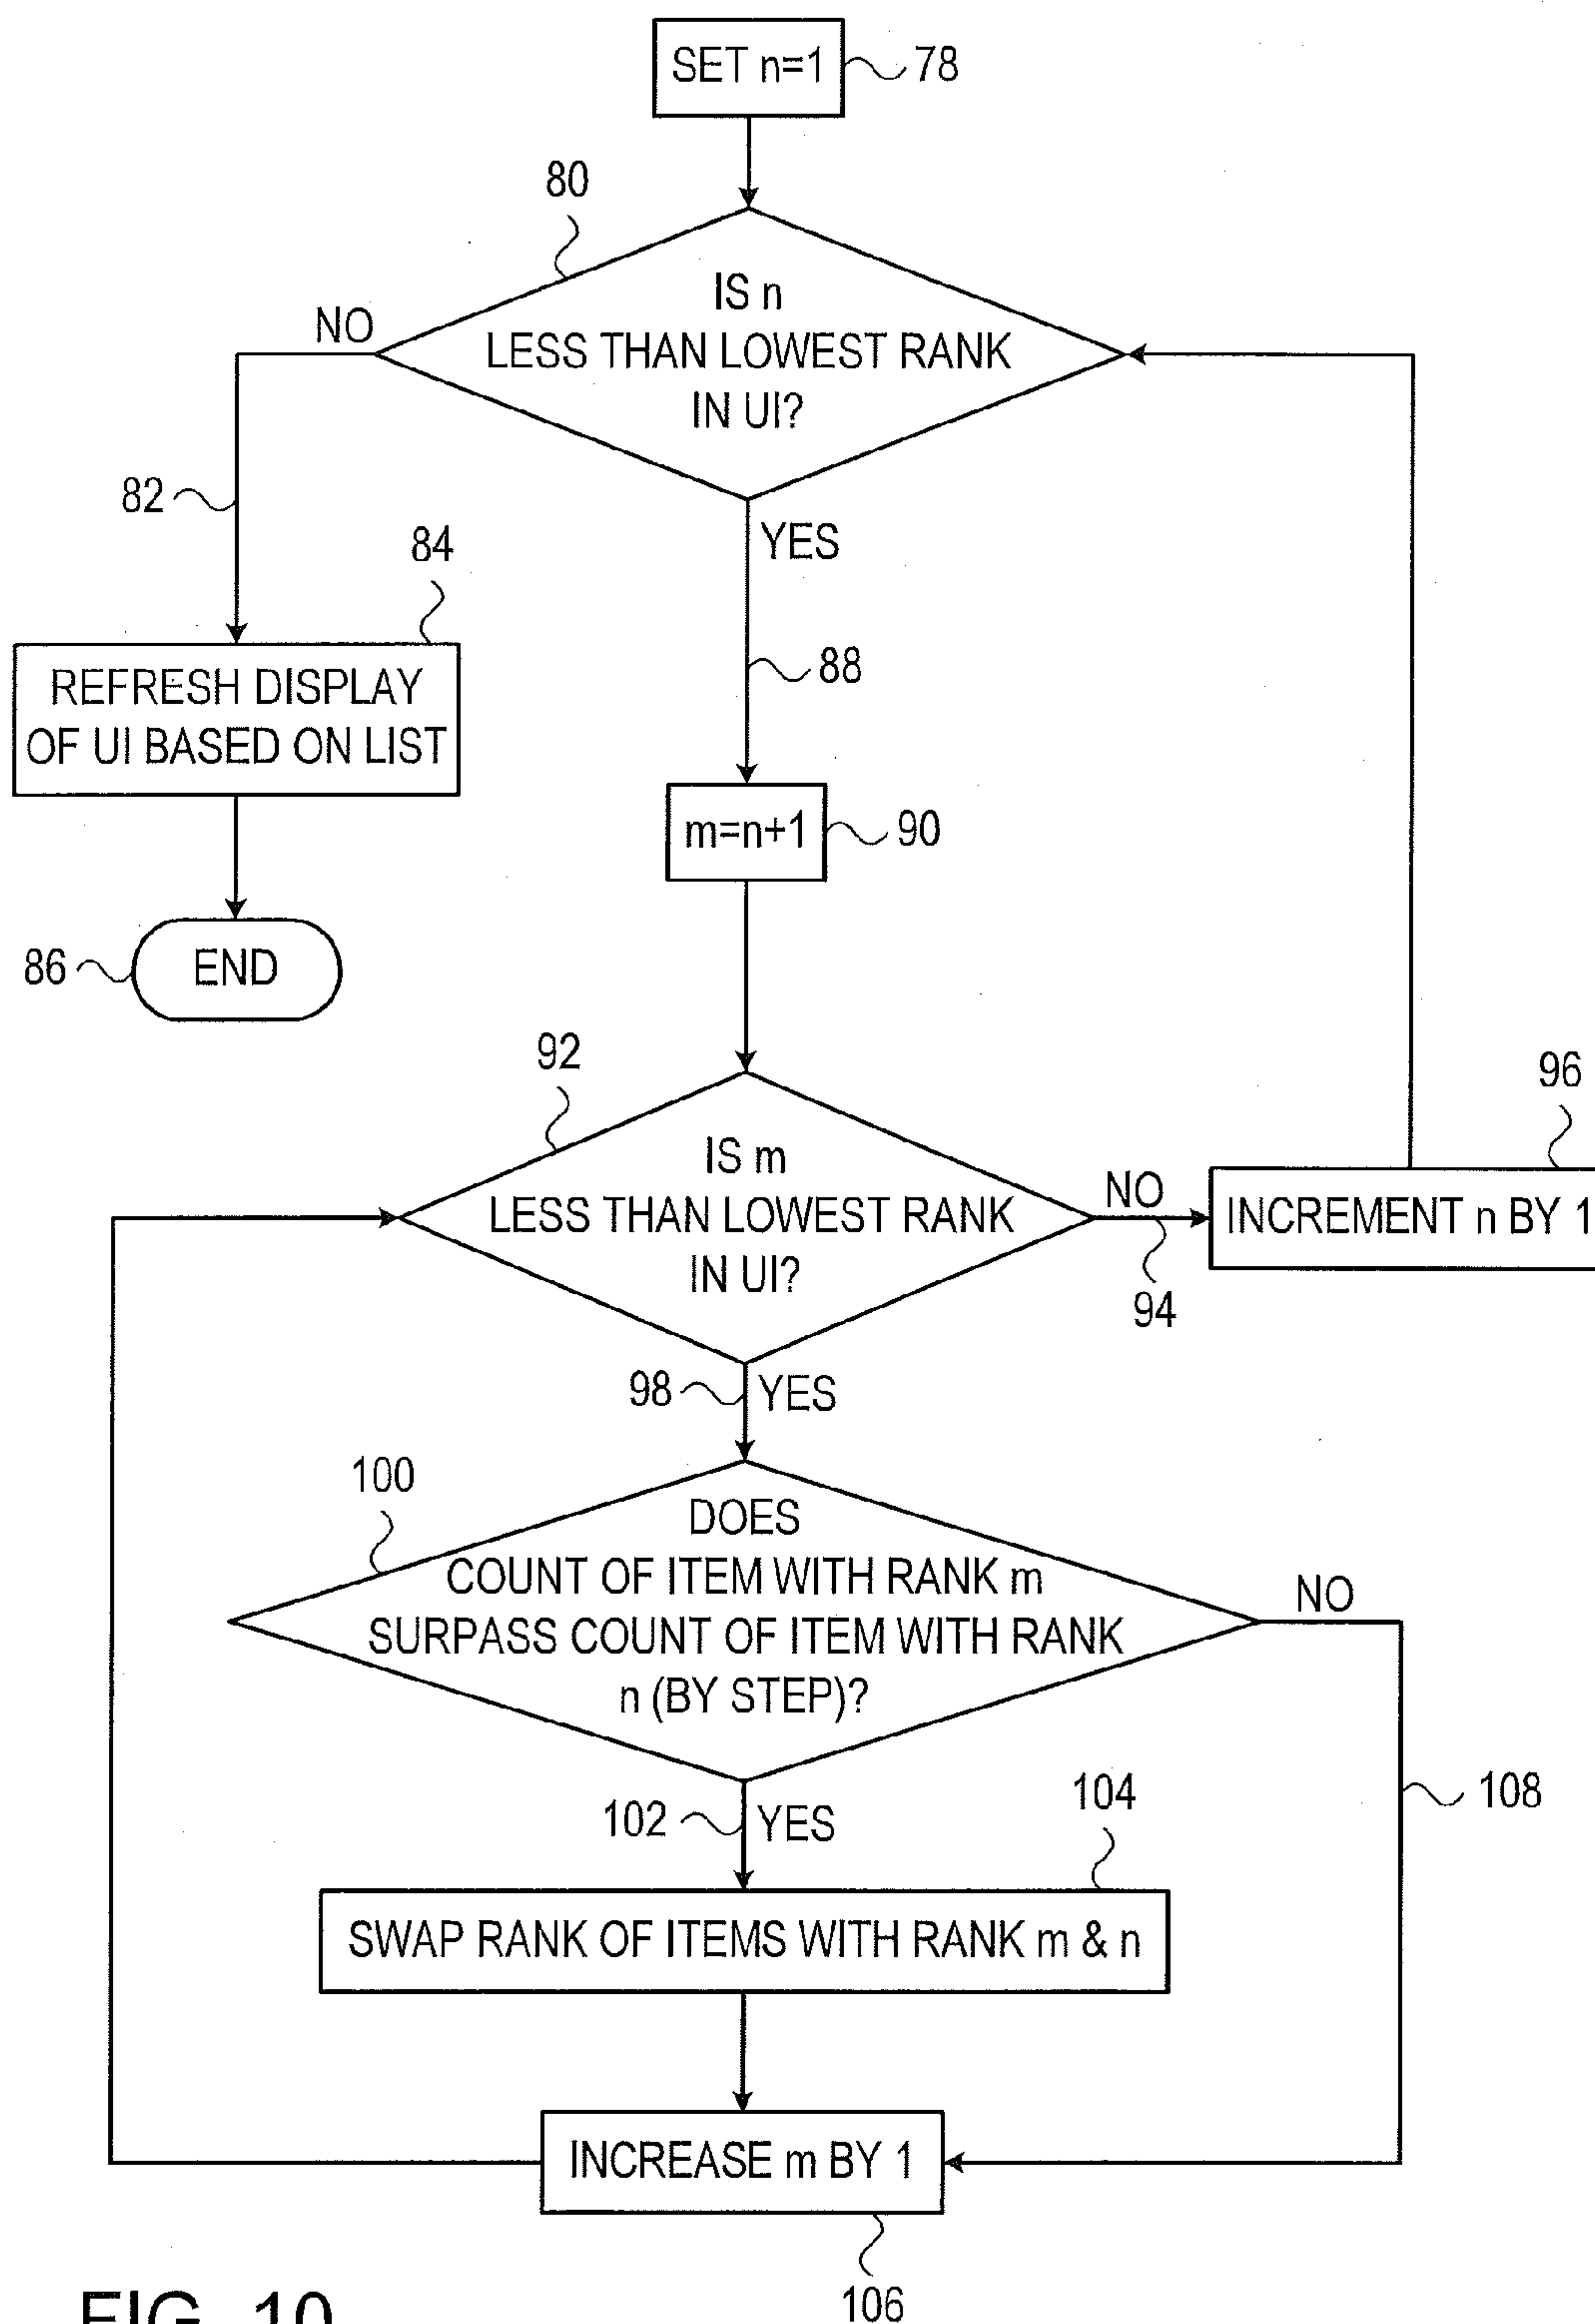 SET n=1
78
80
IS n
LESS THAN LOWEST RANK
IN UI?
NO
YES
82
84
REFRESH DISPLAY
OF UI BASED ON LIST
88
m=n+1
90
86
END
92
IS m
LESS THAN LOWEST RANK
IN UI?
NO
94
96
INCREMENT n BY 1
98
YES
100
DOES
COUNT OF ITEM WITH RANK m
SURPASS COUNT OF ITEM WITH RANK
n (BY STEP)?
NO
108
102
YES
104
SWAP RANK OF ITEMS WITH RANK m & n
INCREASE m BY 1
106
FIG. 10